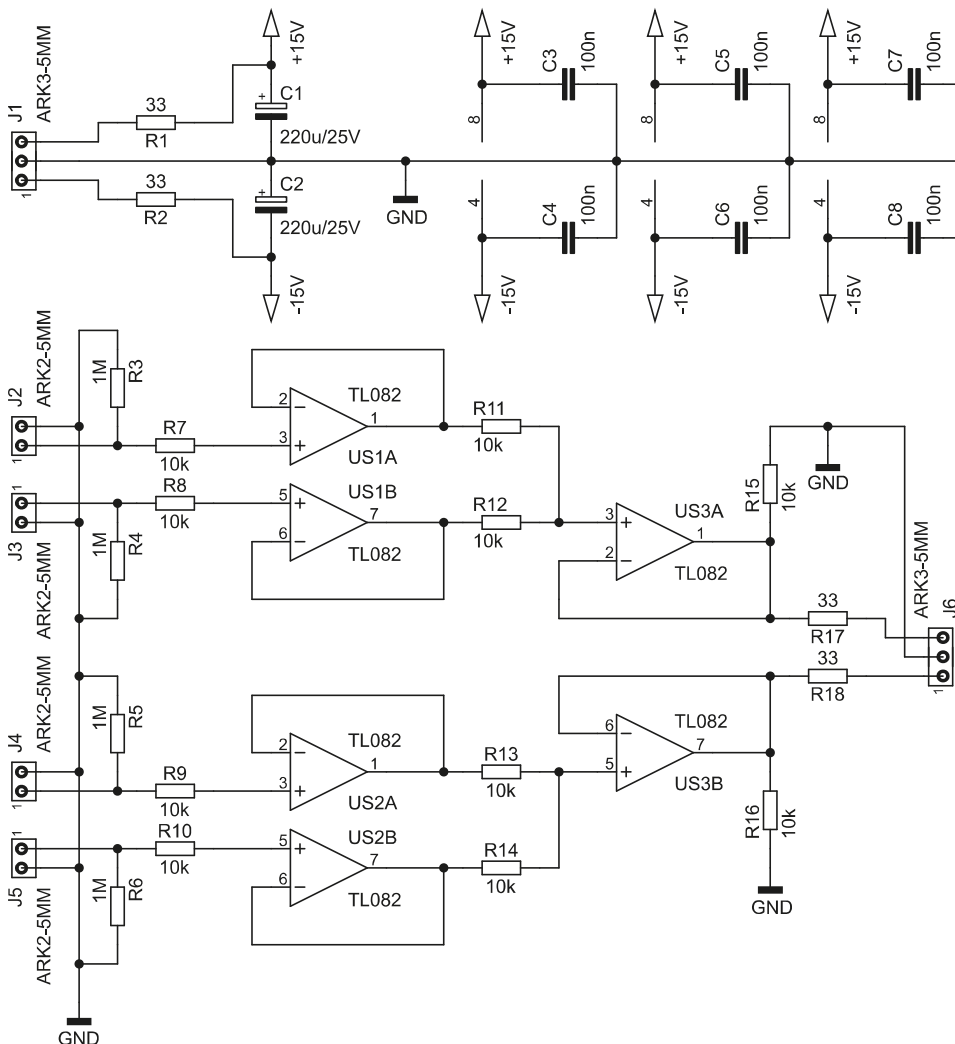 J1
ARK3-5MM
1
33
R1
33
R2
+15V
+
C1
220u/25V
+
C2
220u/25V
-15V
GND
+15V
C3
100n
8
4
C4
100n
-15V
+15V
C5
100n
8
4
C6
100n
-15V
+15V
C7
100n
8
4
C8
100n
-15V
J2
ARK2-5MM
1
1M
R3
R7
10k
2
3
1
TL082
US1A
R11
10k
J3
ARK2-5MM
1
1M
R4
R8
10k
5
6
7
US1B
TL082
R12
10k
3
2
1
US3A
TL082
R15
10k
GND
33
R17
ARK3-5MM
J6
1
33
R18
J4
ARK2-5MM
1
1M
R5
R9
10k
2
3
1
TL082
US2A
R13
10k
6
5
7
TL082
US3B
R16
10k
GND
J5
ARK2-5MM
1
1M
R6
R10
10k
5
6
7
US2B
TL082
R14
10k
GND